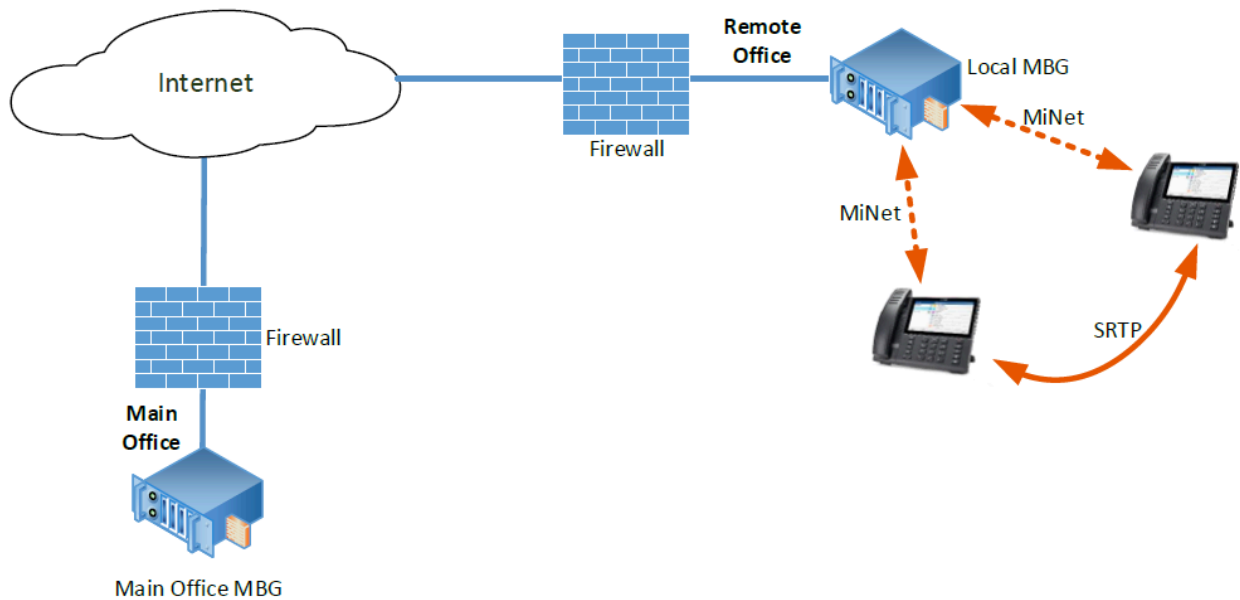 Internet
Firewall
Remote
Office
Local MBG
MiNet
MiNet
SRTP
Firewall
Main
Office
Main Office MBG